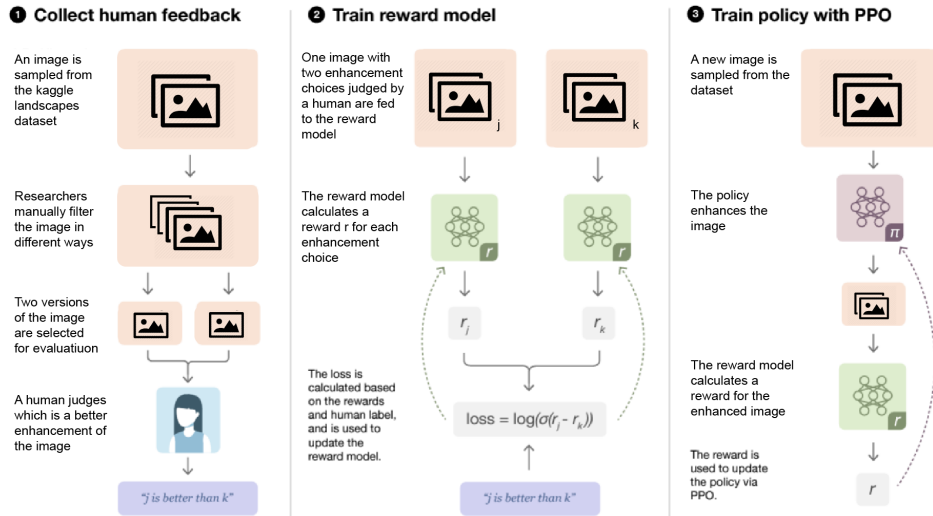 1 Collect human feedback
An image is
sampled from
the kaggle
landscapes
dataset
Researchers
manually filter
the image in
different ways
Two versions
of the image
are selected
for evaluatiuon
A human judges
which is a better
enhancement of
the image
"j is better than k"
2 Train reward model
One image with
two enhancement
choices judged by
a human are fed
to the reward
model
j
k
The reward model
calculates a
reward r for each
enhancement
choice
r
r
rj
rk
The loss is
calculated based
on the rewards
and human label,
and is used to
update the
reward model.
loss = log(σ(rj - rk))
"j is better than k"
3 Train policy with PPO
A new image is
sampled from the
dataset
The policy
enhances the
image
π
The reward model
calculates a
reward for the
enhanced image
r
The reward is
used to update
the policy via
PPO.
r